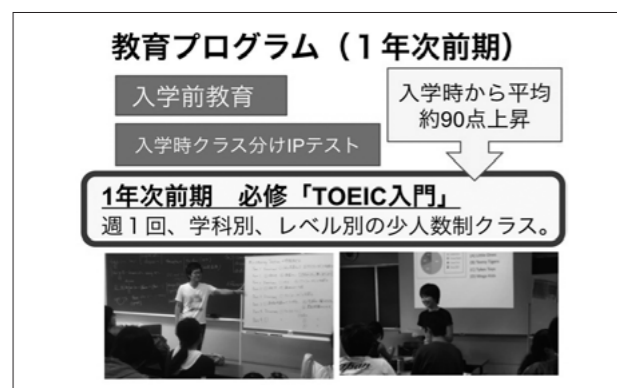 教育プログラム（１年次前期）
入学前教育
入学時クラス分けIPテスト
入学時から平均
約90点上昇
1年次前期　必修「TOEIC入門」
週１回、学科別、レベル別の少人数制クラス。